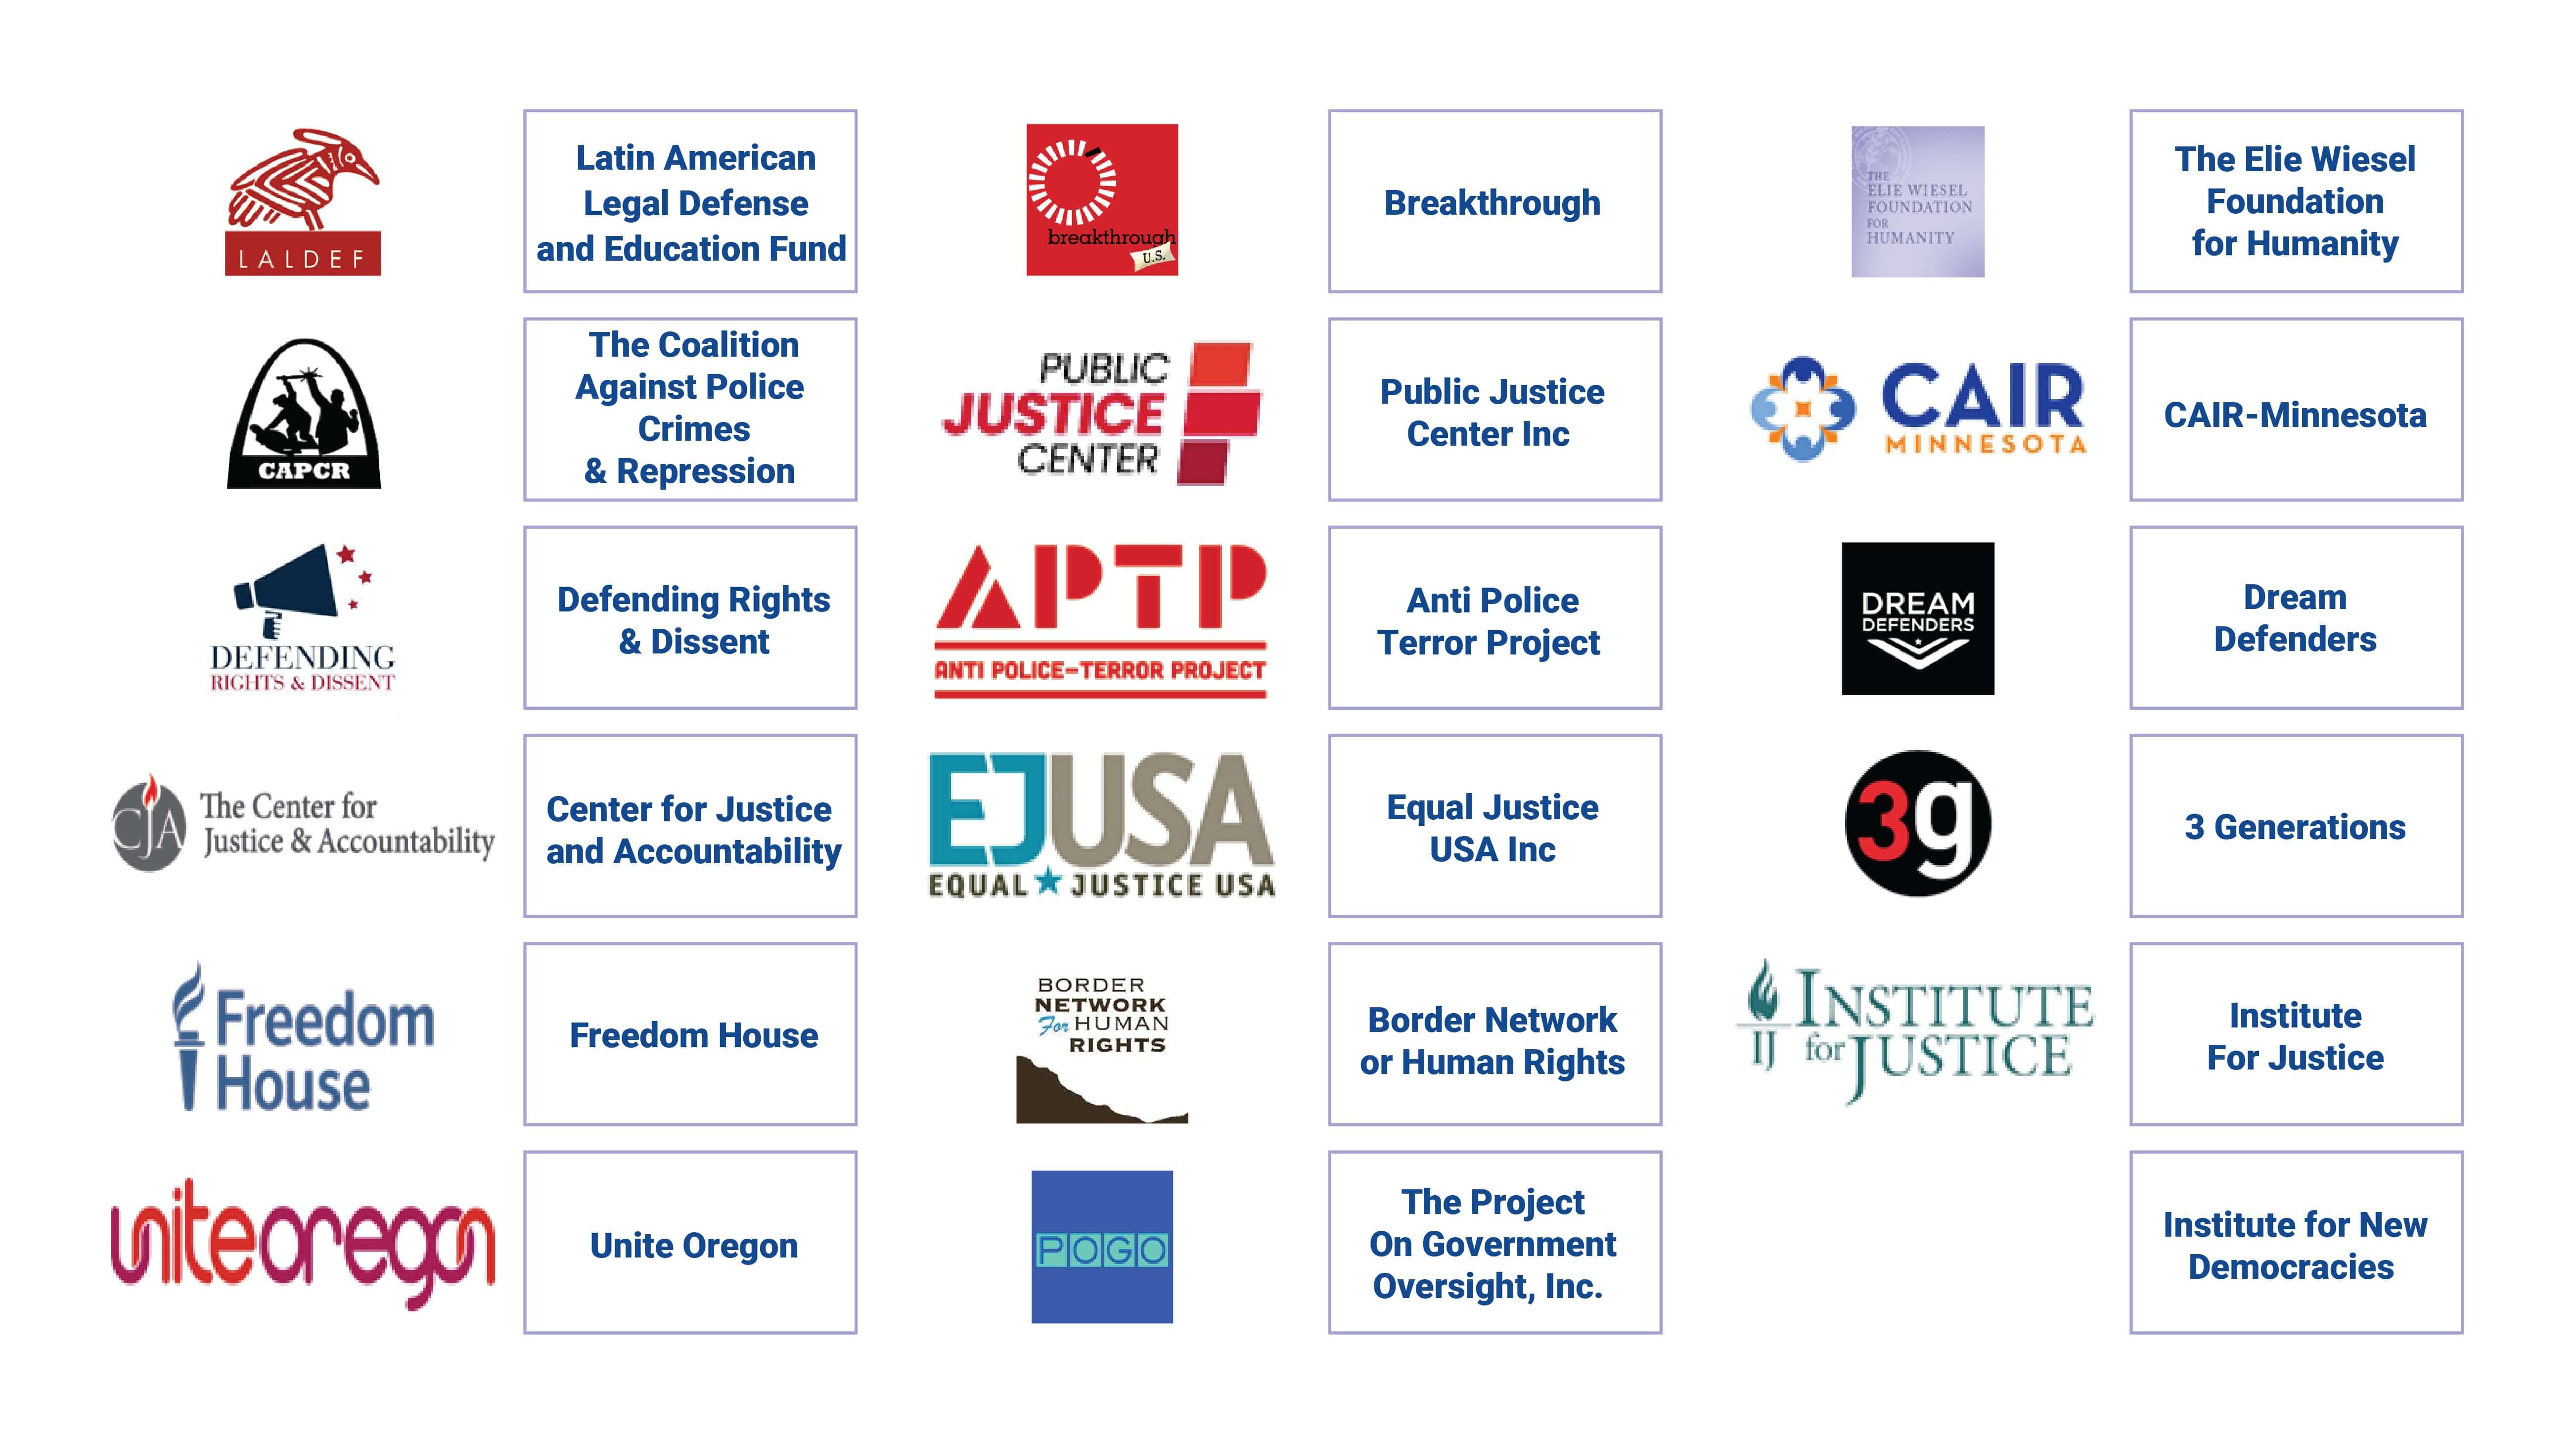 LALDEF
Latin American
Legal Defense
and Education Fund
breakthrough
U.S.
Breakthrough
THE
ELIE WIESEL
FOUNDATION
FOR
HUMANITY
The Elie Wiesel
Foundation
for Humanity
CAPCR
The Coalition
Against Police
Crimes
& Repression
PUBLIC
JUSTICE
CENTER
Public Justice
Center Inc
CAIR
MINNESOTA
CAIR-Minnesota
DEFENDING
RIGHTS & DISSENT
Defending Rights
& Dissent
APTP
ANTI POLICE-TERROR PROJECT
Anti Police
Terror Project
DREAM
DEFENDERS
Dream
Defenders
CJA
The Center for
Justice & Accountability
Center for Justice
and Accountability
EJUSA
EQUAL JUSTICE USA
Equal Justice
USA Inc
3g
3 Generations
Freedom
House
Freedom House
BORDER
NETWORK
For HUMAN
RIGHTS
Border Network
or Human Rights
INSTITUTE
IJ for JUSTICE
Institute
For Justice
uniteoregon
Unite Oregon
POGO
The Project
On Government
Oversight, Inc.
Institute for New
Democracies